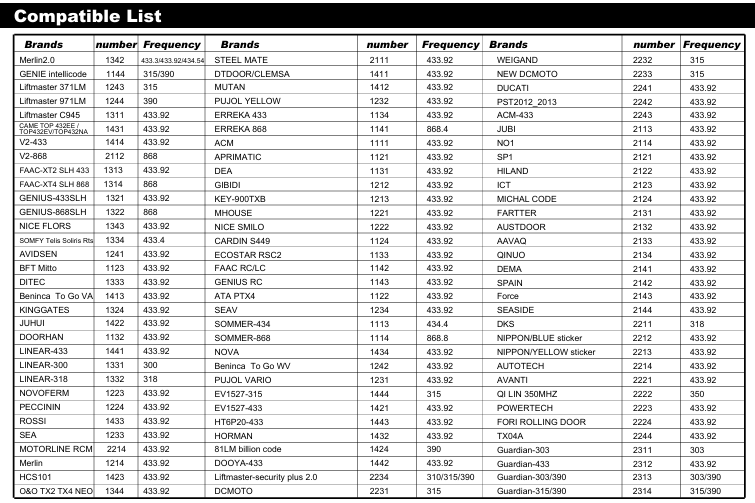 Compatible List
Brands number Frequency Brands number Frequency Brands number Frequency
Merlin2.0 1342 433.3/433.92/434.54 STEEL MATE 2111 433.92 WEIGAND 2232 315
GENIE intellicode 1144 315/390 DTDOOR/CLEMSA 1411 433.92 NEW DCMOTO 2233 315
Liftmaster 371LM 1243 315 MUTAN 1412 433.92 DUCATI 2241 433.92
Liftmaster 971LM 1244 390 PUJOL YELLOW 1232 433.92 PST2012_2013 2242 433.92
Liftmaster C945 1311 433.92 ERREKA 433 1134 433.92 ACM-433 2243 433.92
CAME TOP 432EE /
TOP432EV/TOP432NA 1431 433.92 ERREKA 868 1141 868.4 JUBI 2113 433.92
V2-433 1414 433.92 ACM 1111 433.92 NO1 2114 433.92
V2-868 2112 868 APRIMATIC 1121 433.92 SP1 2121 433.92
FAAC-XT2 SLH 433 1313 433.92 DEA 1131 433.92 HILAND 2122 433.92
FAAC-XT4 SLH 868 1314 868 GIBIDI 1212 433.92 ICT 2123 433.92
GENIUS-433SLH 1321 433.92 KEY-900TXB 1213 433.92 MICHAL CODE 2124 433.92
GENIUS-868SLH 1322 868 MHOUSE 1221 433.92 FARTTER 2131 433.92
NICE FLORS 1343 433.92 NICE SMILO 1222 433.92 AUSTDOOR 2132 433.92
SOMFY Telis Soliris Rts 1334 433.4 CARDIN S449 1124 433.92 AAVAQ 2133 433.92
AVIDSEN 1241 433.92 ECOSTAR RSC2 1133 433.92 QINUO 2134 433.92
BFT Mitto 1123 433.92 FAAC RC/LC 1142 433.92 DEMA 2141 433.92
DITEC 1333 433.92 GENIUS RC 1143 433.92 SPAIN 2142 433.92
Beninca To Go VA 1413 433.92 ATA PTX4 1122 433.92 Force 2143 433.92
KINGGATES 1324 433.92 SEAV 1234 433.92 SEASIDE 2144 433.92
JUHUI 1422 433.92 SOMMER-434 1113 434.4 DKS 2211 318
DOORHAN 1132 433.92 SOMMER-868 1114 868.8 NIPPON/BLUE sticker 2212 433.92
LINEAR-433 1441 433.92 NOVA 1434 433.92 NIPPON/YELLOW sticker 2213 433.92
LINEAR-300 1331 300 Beninca To Go WV 1242 433.92 AUTOTECH 2214 433.92
LINEAR-318 1332 318 PUJOL VARIO 1231 433.92 AVANTI 2221 433.92
NOVOFERM 1223 433.92 EV1527-315 1444 315 QI LIN 350MHZ 2222 350
PECCININ 1224 433.92 EV1527-433 1421 433.92 POWERTECH 2223 433.92
ROSSI 1433 433.92 HT6P20-433 1443 433.92 FORI ROLLING DOOR 2224 433.92
SEA 1233 433.92 HORMAN 1432 433.92 TX04A 2244 433.92
MOTORLINE RCM 2214 433.92 81LM billion code 1424 390 Guardian-303 2311 303
Merlin 1214 433.92 DOOYA-433 1442 433.92 Guardian-433 2312 433.92
HCS101 1423 433.92 Liftmaster-security plus 2.0 2234 310/315/390 Guardian-303/390 2313 303/390
O&O TX2 TX4 NEO 1344 433.92 DCMOTO 2231 315 Guardian-315/390 2314 315/390